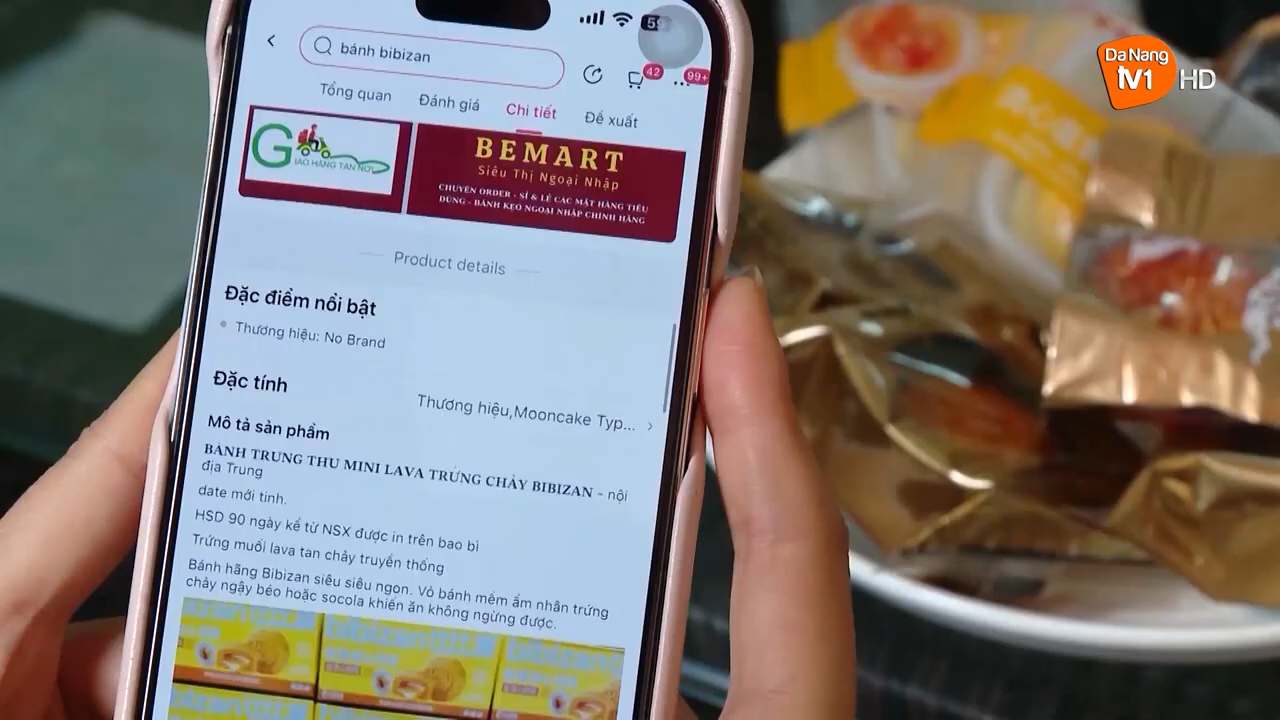 Da Nang
TV1 HD
bánh bibizan
42
99+
Tổng quan
Đánh giá
Chi tiết
Đề xuất
GIAO HÀNG TẬN NƠI
BEMART
Siêu Thị Ngoại Nhập
CHUYÊN ORDER - SỈ & LẺ CÁC MẶT HÀNG TIÊU
DÙNG - BÁNH KẸO NGOẠI NHẬP CHÍNH HÃNG
Product details
Đặc điểm nổi bật
Thương hiệu: No Brand
Đặc tính
Thương hiệu,Mooncake Typ...
Mô tả sản phẩm
BÁNH TRUNG THU MINI LAVA TRỨNG CHẢY BIBIZAN - nội
địa Trung
date mới tinh.
HSD 90 ngày kể từ NSX được in trên bao bì
Trứng muối lava tan chảy truyền thống
Bánh hãng Bibizan siêu siêu ngon. Vỏ bánh mềm ẩm nhân trứng
chảy ngậy béo hoặc socola khiến ăn không ngừng được.
bibizan
bibizan